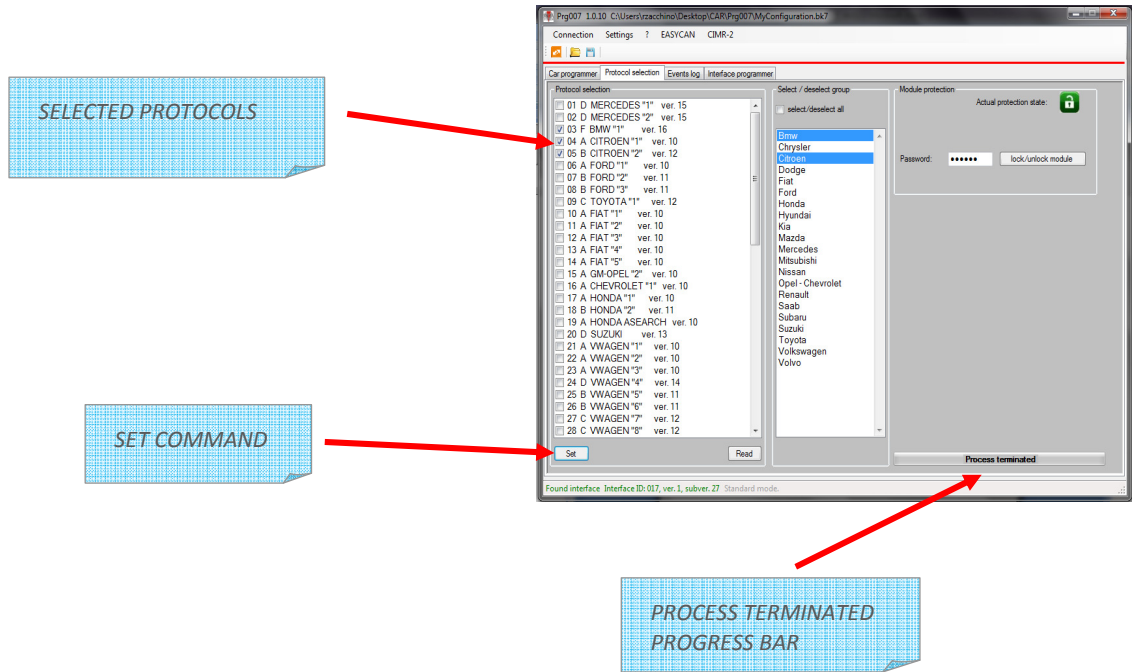 Prg007 1.0.10 C:\Users\rzacchino\Desktop\CAR\Prg007\MyConfiguration.bk7
Connection Settings ? EASYCAN CIMR-2
Car programmer Protocol selection Events log Interface programmer
Protocol selection
01 D MERCEDES "1" ver. 15
02 D MERCEDES "2" ver. 15
03 F BMW "1" ver. 16
04 A CITROEN "1" ver. 10
05 B CITROEN "2" ver. 12
06 A FORD "1" ver. 10
07 B FORD "2" ver. 11
08 B FORD "3" ver. 11
09 C TOYOTA "1" ver. 12
10 A FIAT "1" ver. 10
11 A FIAT "2" ver. 10
12 A FIAT "3" ver. 10
13 A FIAT "4" ver. 10
14 A FIAT "5" ver. 10
15 A GM-OPEL "2" ver. 10
16 A CHEVROLET "1" ver. 10
17 A HONDA "1" ver. 10
18 B HONDA "2" ver. 11
19 A HONDA ASEARCH ver. 10
20 D SUZUKI ver. 13
21 A VWAGEN "1" ver. 10
22 A VWAGEN "2" ver. 10
23 A VWAGEN "3" ver. 10
24 D VWAGEN "4" ver. 14
25 B VWAGEN "5" ver. 11
26 B VWAGEN "6" ver. 11
27 C VWAGEN "7" ver. 12
28 C VWAGEN "8" ver. 12
Set Read
Select / deselect group
select/deselect all
Bmw
Chrysler
Citroen
Dodge
Fiat
Ford
Honda
Hyundai
Kia
Mazda
Mercedes
Mitsubishi
Nissan
Opel - Chevrolet
Renault
Saab
Subaru
Suzuki
Toyota
Volkswagen
Volvo
Module protection
Actual protection state:
Password: •••••• lock/unlock module
Process terminated
Found interface Interface ID: 017, ver. 1, subver. 27 Standard mode.
SELECTED PROTOCOLS
SET COMMAND
PROCESS TERMINATED
PROGRESS BAR